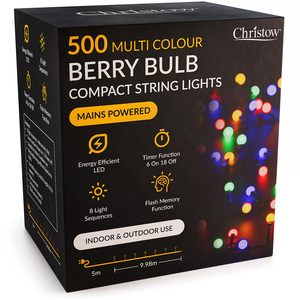 500 MULTI COLOUR
Christow
BERRY BULB
COMPACT STRING LIGHTS
MAINS POWERED
Energy Efficient
LED
Timer Function
6 On 18 Off
8 Light
Sequences
Flash Memory
Function
INDOOR & OUTDOOR USE
5m
9.98m